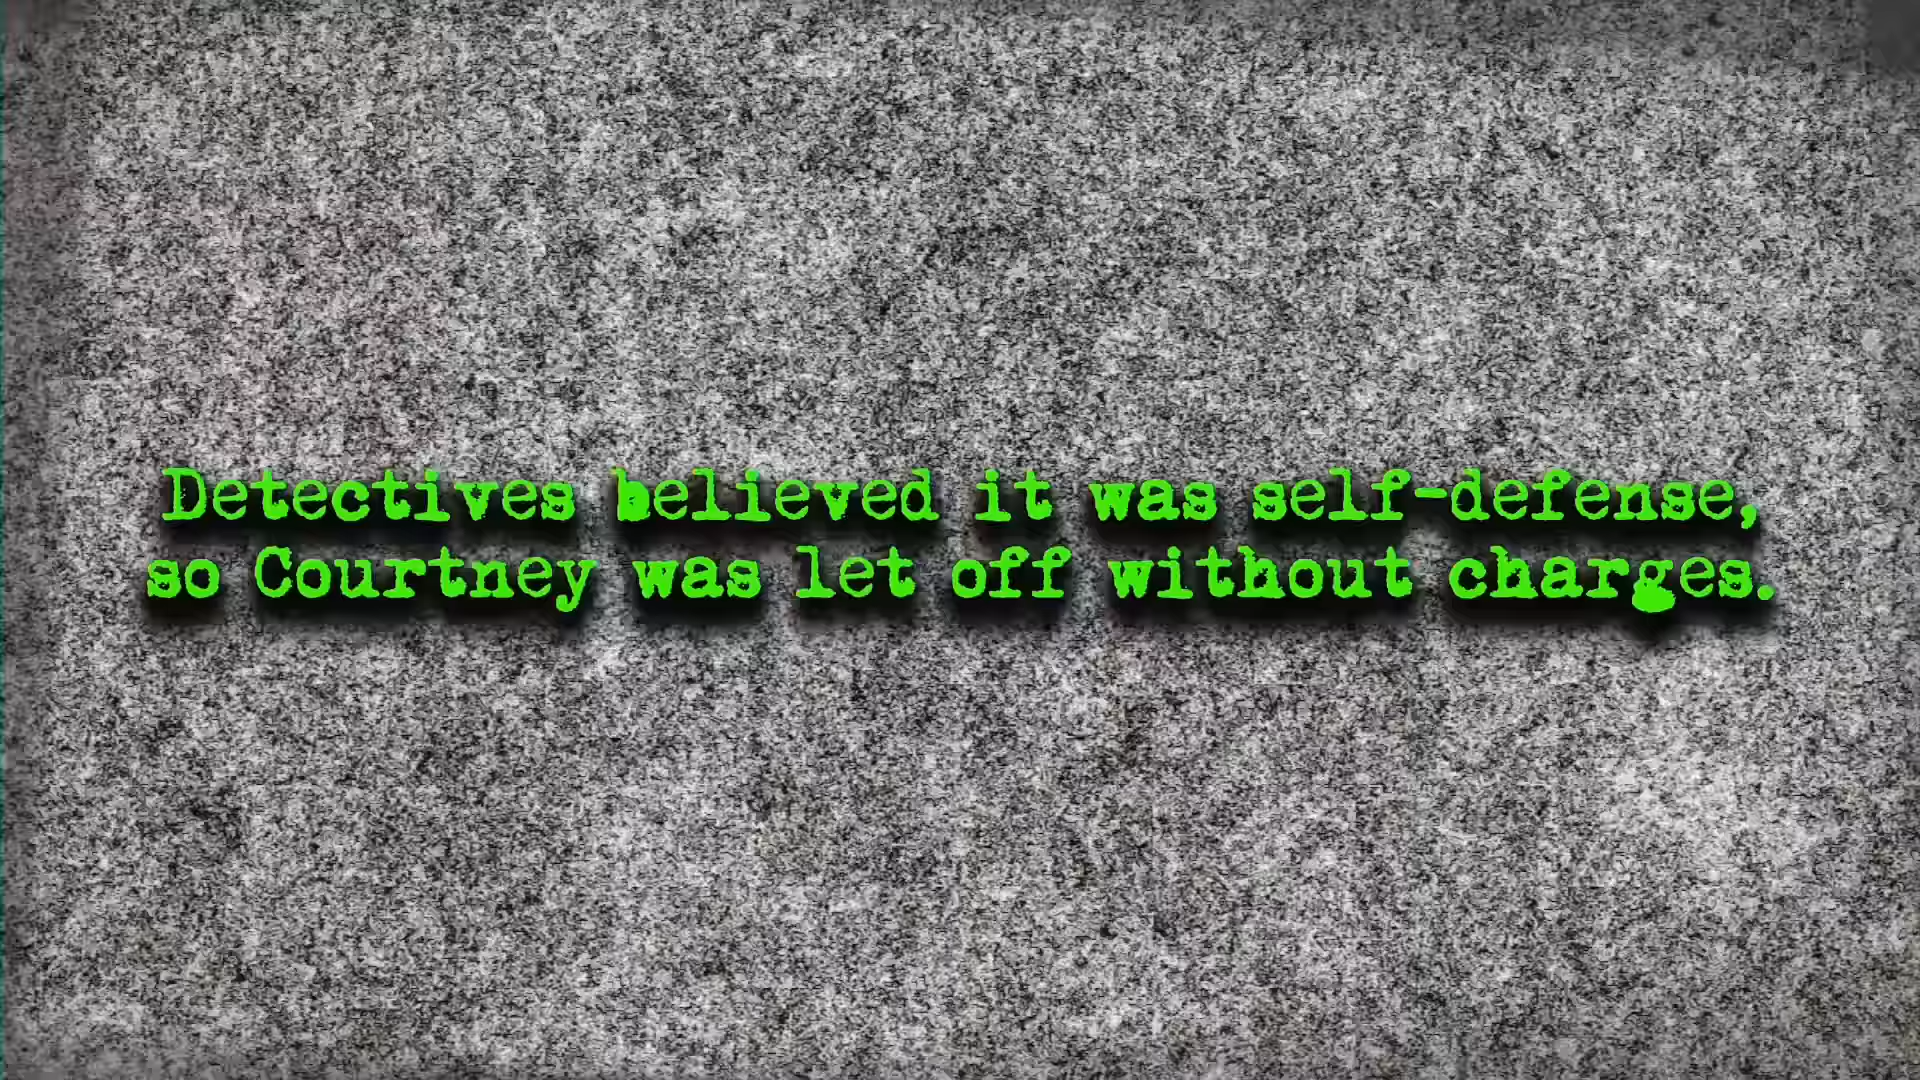 Detectives believed it was self-defense,
so Courtney was let off without charges.